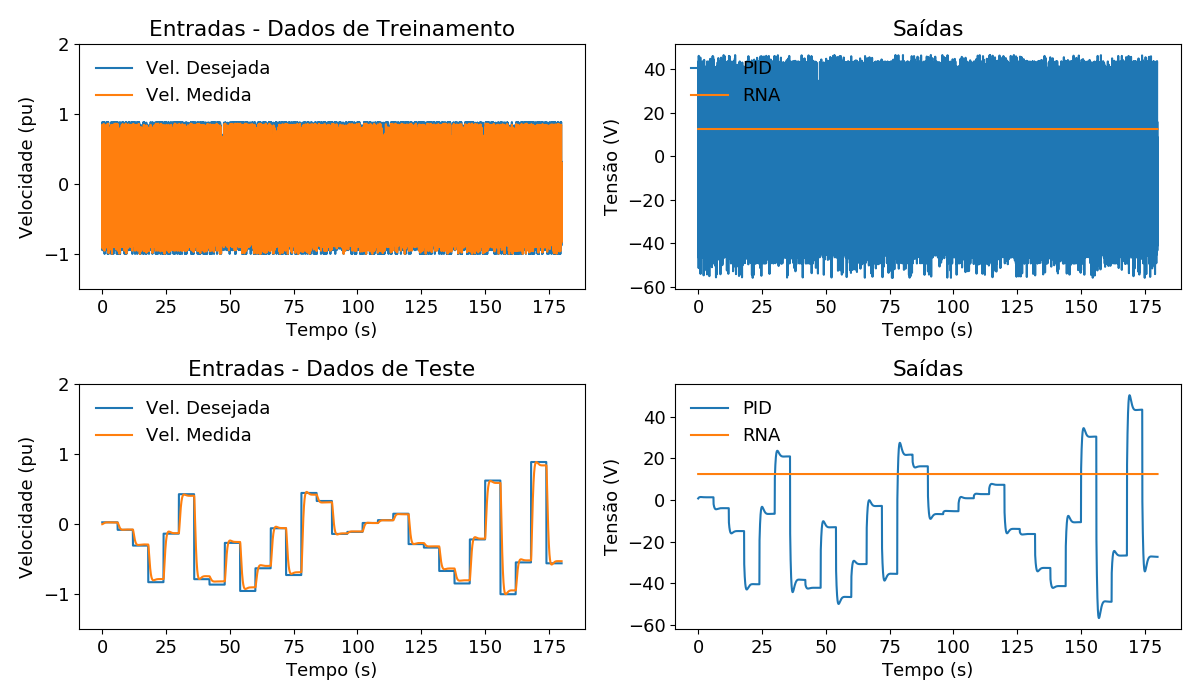 Entradas - Dados de Treinamento
2
1
0
−1
Velocidade (pu)
Vel. Desejada
Vel. Medida
0 25 50 75 100 125 150 175
Tempo (s)
Saídas
40
20
0
−20
−40
−60
Tensão (V)
PID
RNA
0 25 50 75 100 125 150 175
Tempo (s)
Entradas - Dados de Teste
2
1
0
−1
Velocidade (pu)
Vel. Desejada
Vel. Medida
0 25 50 75 100 125 150 175
Tempo (s)
Saídas
40
20
0
−20
−40
−60
Tensão (V)
PID
RNA
0 25 50 75 100 125 150 175
Tempo (s)